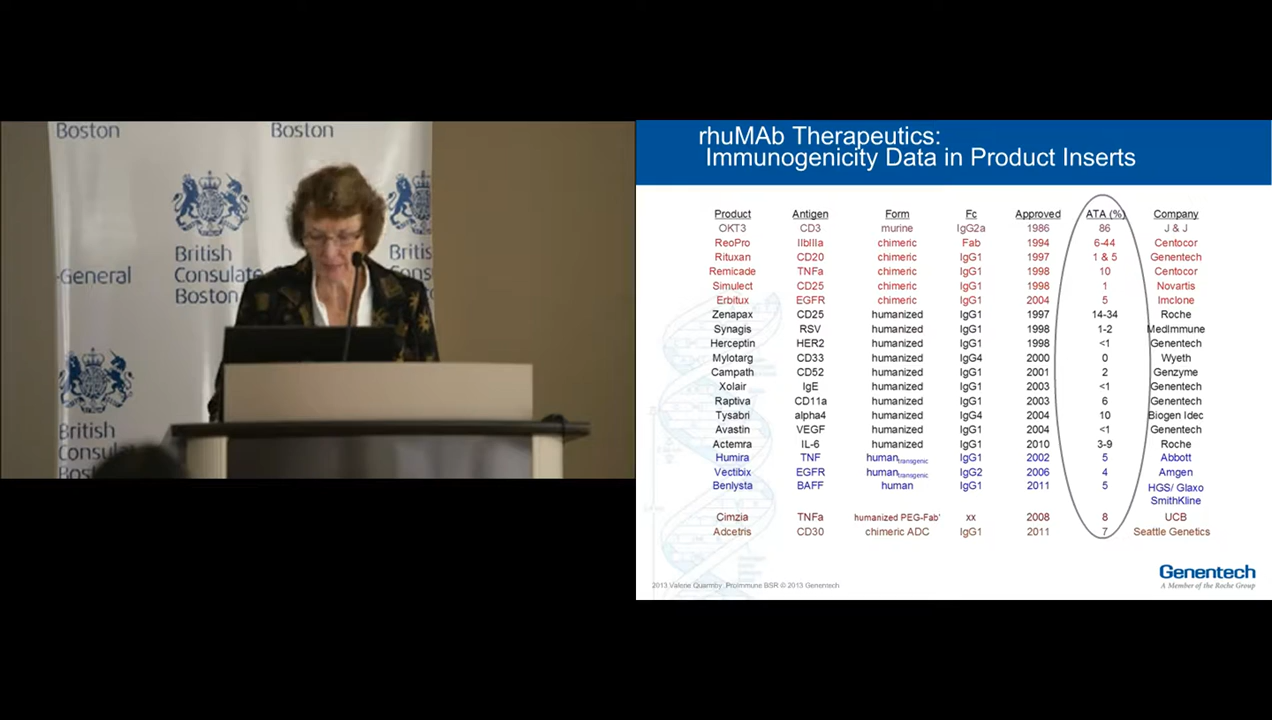 Boston
Boston
British
Consulate
Boston
British
Cons
Bost
-General
British
Consulate
Boston
rhuMAb Therapeutics:
Immunogenicity Data in Product Inserts
Product Antigen Form Fc Approved ATA (%) Company
OKT3 CD3 murine IgG2a 1986 86 J & J
ReoPro IIbIIIa chimeric Fab 1994 6-44 Centocor
Rituxan CD20 chimeric IgG1 1997 1 & 5 Genentech
Remicade TNFa chimeric IgG1 1998 10 Centocor
Simulect CD25 chimeric IgG1 1998 1 Novartis
Erbitux EGFR chimeric IgG1 2004 5 Imclone
Zenapax CD25 humanized IgG1 1997 14-34 Roche
Synagis RSV humanized IgG1 1998 1-2 MedImmune
Herceptin HER2 humanized IgG1 1998 <1 Genentech
Mylotarg CD33 humanized IgG4 2000 0 Wyeth
Campath CD52 humanized IgG1 2001 2 Genzyme
Xolair IgE humanized IgG1 2003 <1 Genentech
Raptiva CD11a humanized IgG1 2003 6 Genentech
Tysabri alpha4 humanized IgG4 2004 10 Biogen Idec
Avastin VEGF humanized IgG1 2004 <1 Genentech
Actemra IL-6 humanized IgG1 2010 3-9 Roche
Humira TNF human transgenic IgG1 2002 5 Abbott
Vectibix EGFR human transgenic IgG2 2006 4 Amgen
Benlysta BAFF human IgG1 2011 5 HGS/ Glaxo
SmithKline
Cimzia TNFa humanized PEG-Fab' xx 2008 8 UCB
Adcetris CD30 chimeric ADC IgG1 2011 7 Seattle Genetics
2013 Valerie Quarmby. ProImmune BSR © 2013 Genentech
Genentech
A Member of the Roche Group